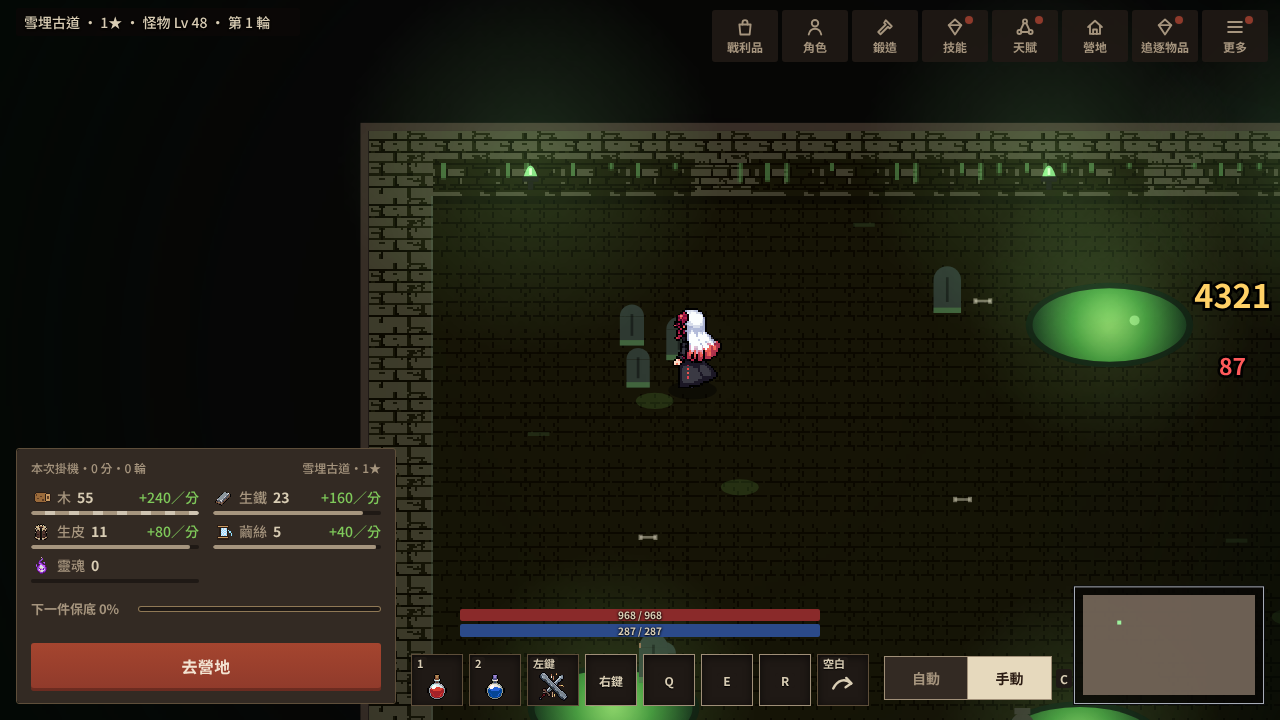 雪埋古道 · 1★ · 怪物 Lv 48 · 第 1 輪
戰利品
角色
鍛造
技能
天賦
營地
追逐物品
更多
4321
87
本次掛機·0 分·0 輪
雪埋古道·1★
木 55 +240／分
生鐵 23 +160／分
生皮 11 +80／分
繭絲 5 +40／分
靈魂 0
下一件保底 0%
去營地
968 / 968
287 / 287
1
2
左鍵
右鍵
Q
E
R
空白
自動
手動
C